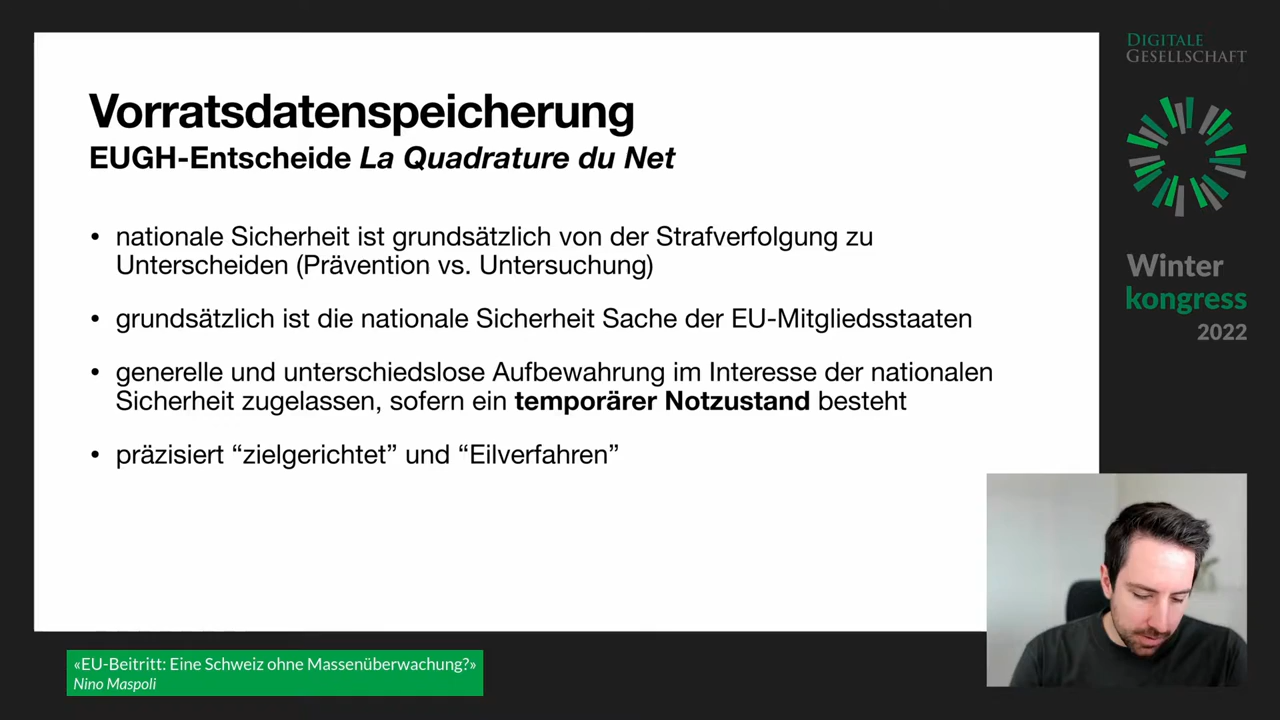 Vorratsdatenspeicherung
EUGH-Entscheide La Quadrature du Net
• nationale Sicherheit ist grundsätzlich von der Strafverfolgung zu
Unterscheiden (Prävention vs. Untersuchung)
• grundsätzlich ist die nationale Sicherheit Sache der EU-Mitgliedsstaaten
• generelle und unterschiedslose Aufbewahrung im Interesse der nationalen
Sicherheit zugelassen, sofern ein temporärer Notzustand besteht
• präzisiert “zielgerichtet” und “Eilverfahren”
DIGITALE
GESELLSCHAFT
Winter
kongress
2022
«EU-Beitritt: Eine Schweiz ohne Massenüberwachung?»
Nino Maspoli